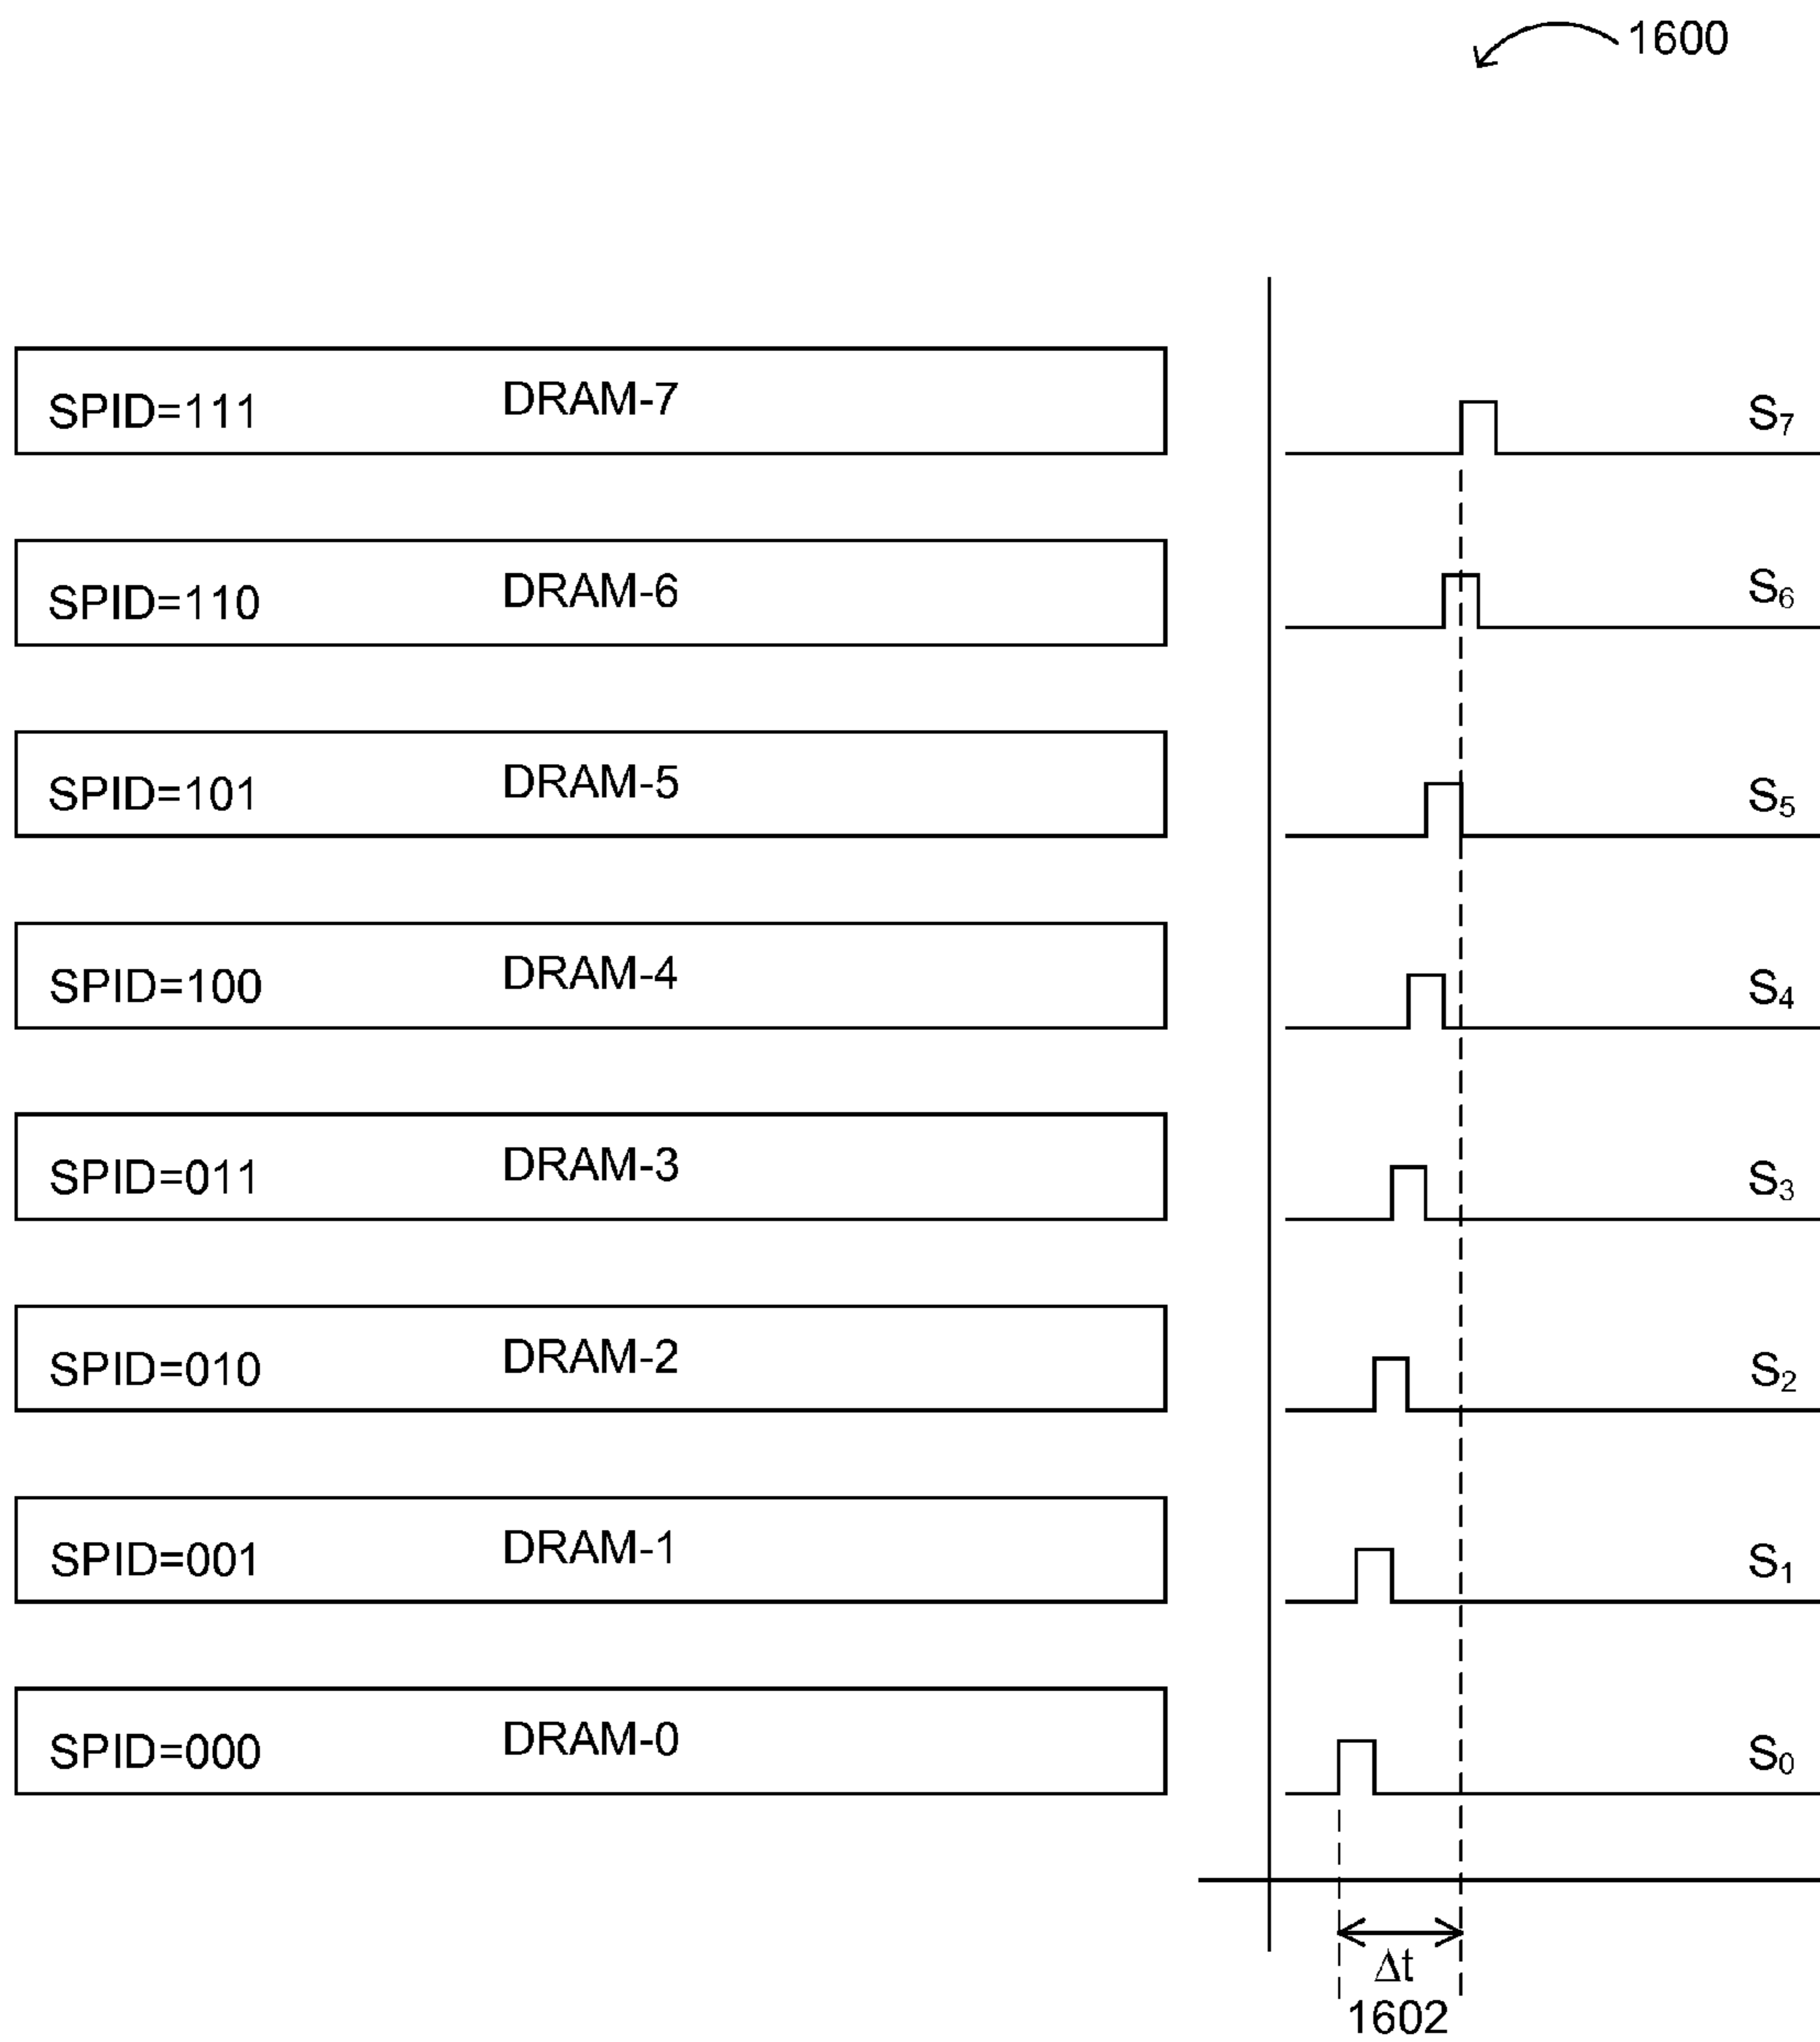 1600
SPID=111 DRAM-7 S7
SPID=110 DRAM-6 S6
SPID=101 DRAM-5 S5
SPID=100 DRAM-4 S4
SPID=011 DRAM-3 S3
SPID=010 DRAM-2 S2
SPID=001 DRAM-1 S1
SPID=000 DRAM-0 S0
Δt
1602